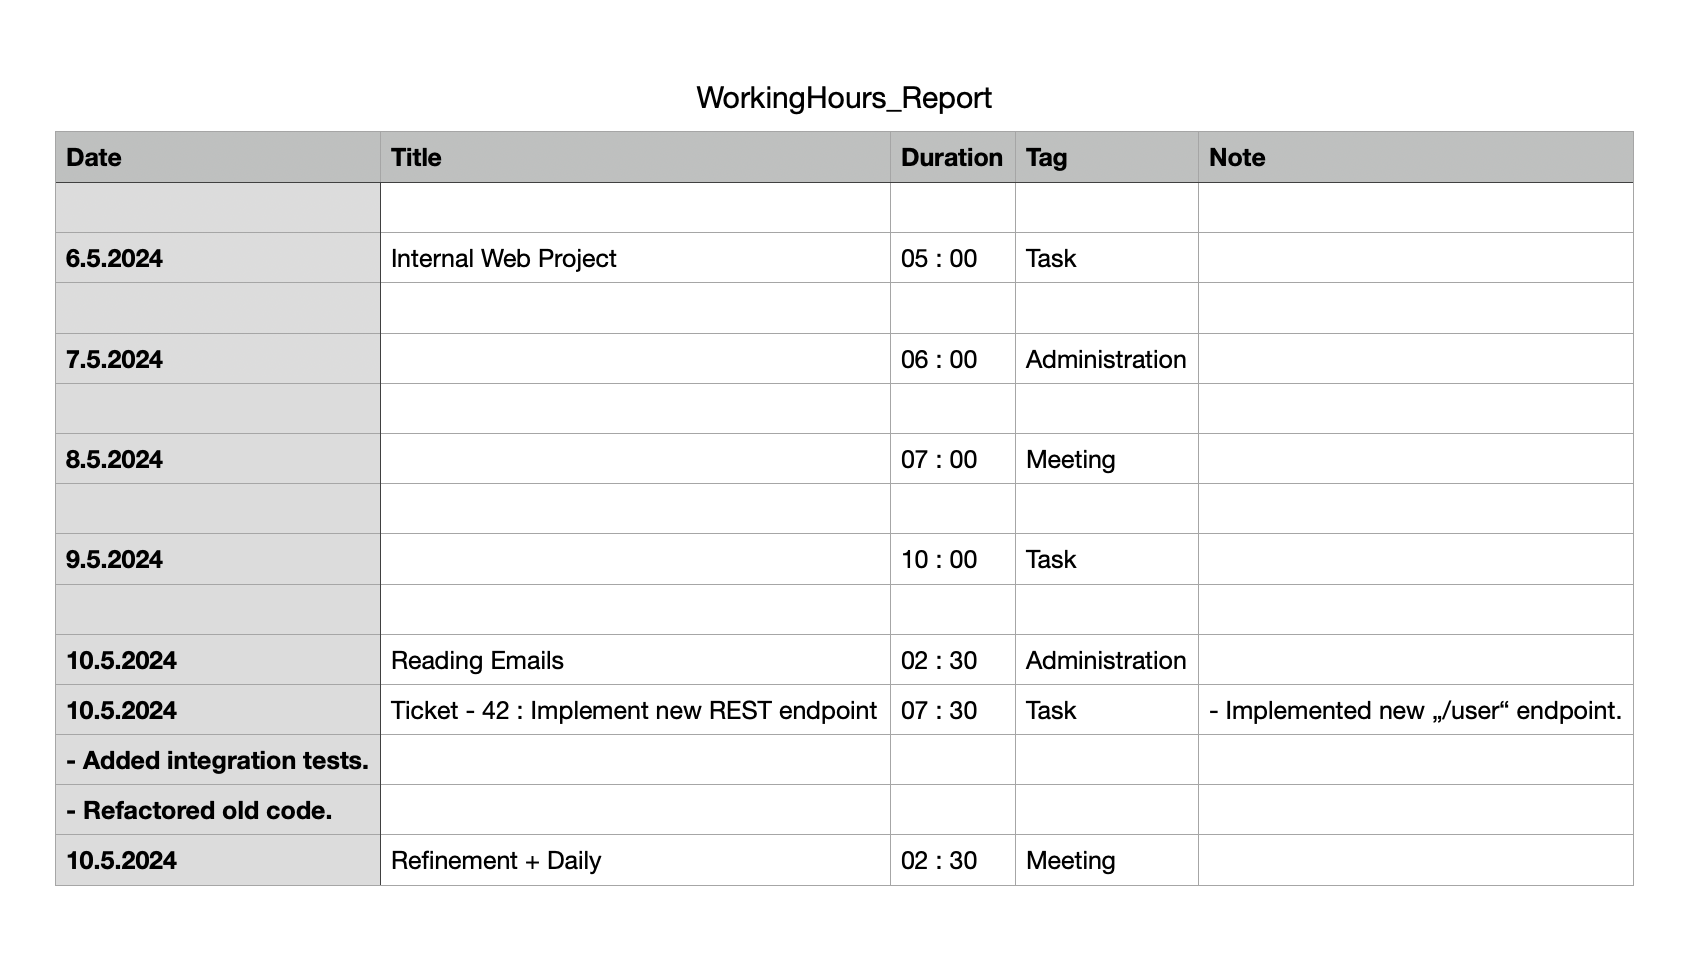 WorkingHours_Report
Date Title Duration Tag Note
6.5.2024 Internal Web Project 05 : 00 Task
7.5.2024 06 : 00 Administration
8.5.2024 07 : 00 Meeting
9.5.2024 10 : 00 Task
10.5.2024 Reading Emails 02 : 30 Administration
10.5.2024 Ticket - 42 : Implement new REST endpoint 07 : 30 Task - Implemented new „/user“ endpoint.
- Added integration tests.
- Refactored old code.
10.5.2024 Refinement + Daily 02 : 30 Meeting